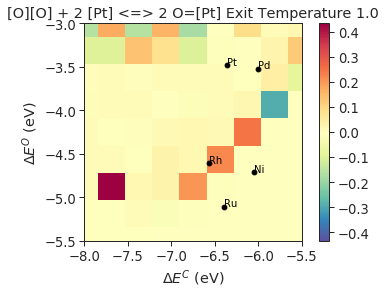 [O][O] + 2 [Pt] <=> 2 O=[Pt] Exit Temperature 1.0
−3.0
−3.5
−4.0
−4.5
−5.0
−5.5
ΔE^O (eV)
Pt
Pd
Rh
Ni
Ru
−8.0 −7.5 −7.0 −6.5 −6.0 −5.5
ΔE^C (eV)
0.4
0.3
0.2
0.1
0.0
−0.1
−0.2
−0.3
−0.4